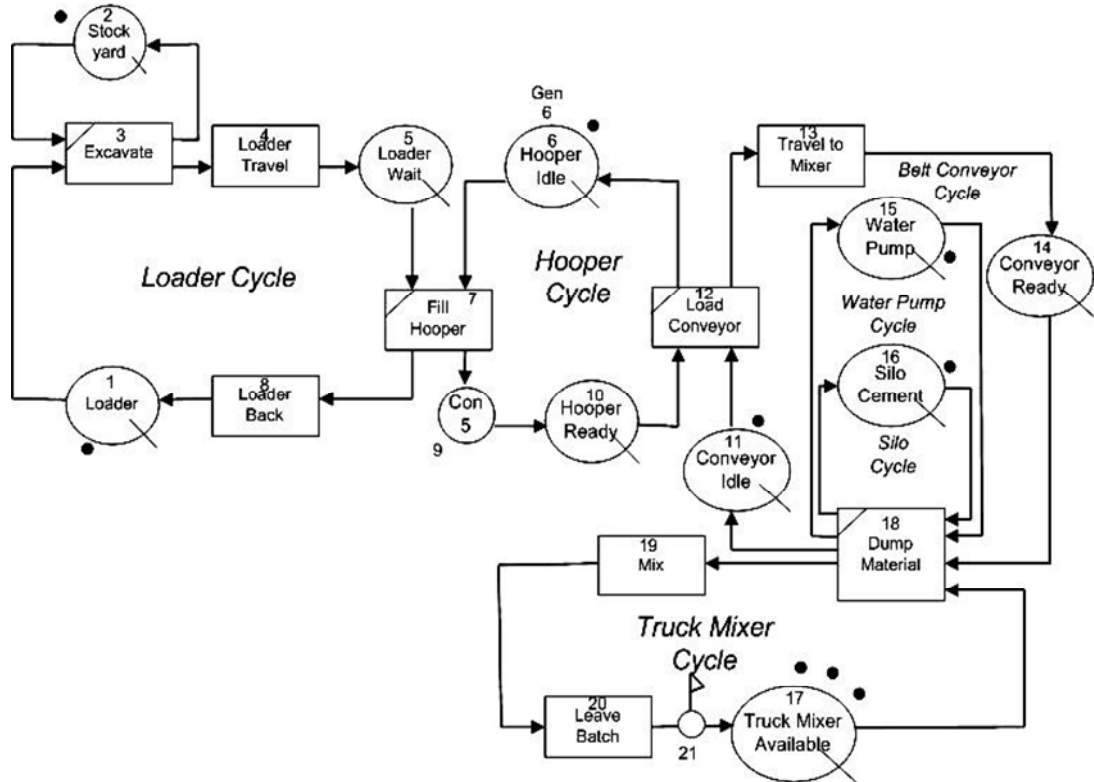 2
Stock
yard
3
Excavate
4
Loader
Travel
5
Loader
Wait
Gen
6
6
Hooper
Idle
13
Travel to
Mixer
Belt Conveyor
Cycle
15
Water
Pump
14
Conveyor
Ready
Loader Cycle
Hooper
Cycle
7
Fill
Hooper
12
Load
Conveyor
Water Pump
Cycle
16
Silo
Cement
Silo
Cycle
1
Loader
8
Loader
Back
Con
5
9
10
Hooper
Ready
11
Conveyor
Idle
18
Dump
Material
19
Mix
Truck Mixer
Cycle
20
Leave
Batch
21
17
Truck Mixer
Available